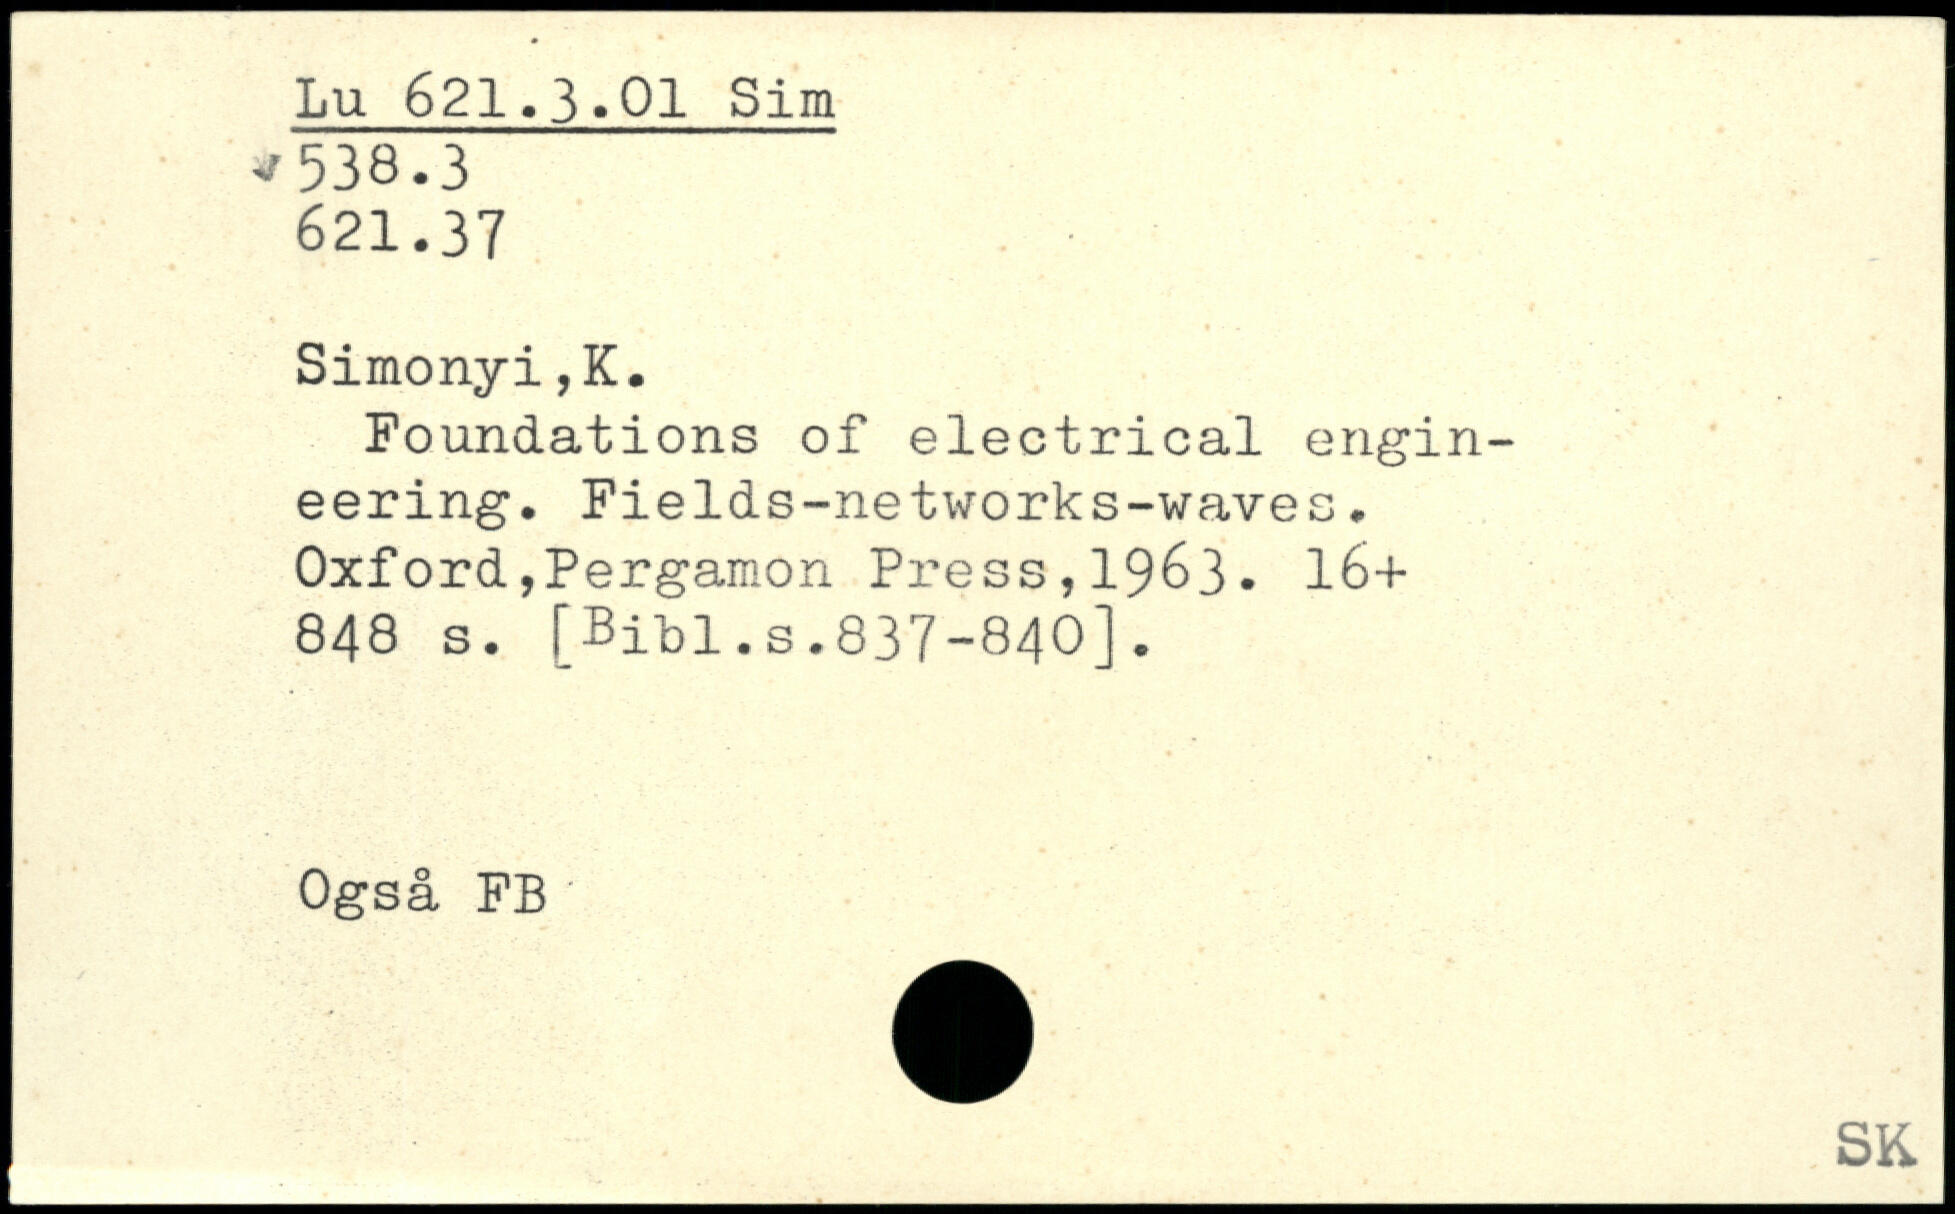 Lu 621.3.01 Sim
538.3
621.37
Simonyi,K.
Foundations of electrical engin-
eering. Fields-networks-waves.
Oxford,Pergamon Press,1963. 16+
848 s. [Bibl.s.837-840].
Også FB
SK